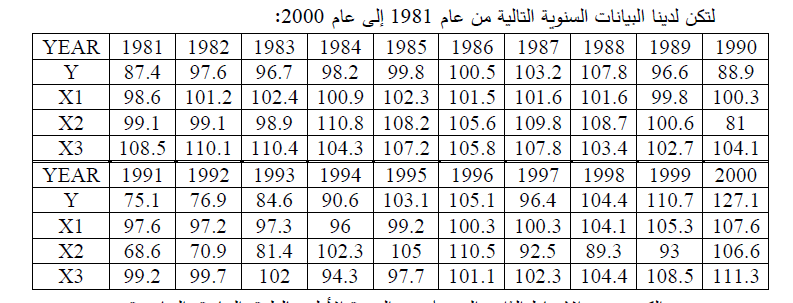 لتكن لدينا البيانات السنوية التالية من عام 1981 إلى عام 2000:
YEAR 1981 1982 1983 1984 1985 1986 1987 1988 1989 1990
Y 87.4 97.6 96.7 98.2 99.8 100.5 103.2 107.8 96.6 88.9
X1 98.6 101.2 102.4 100.9 102.3 101.5 101.6 101.6 99.8 100.3
X2 99.1 99.1 98.9 110.8 108.2 105.6 109.8 108.7 100.6 81
X3 108.5 110.1 110.4 104.3 107.2 105.8 107.8 103.4 102.7 104.1
YEAR 1991 1992 1993 1994 1995 1996 1997 1998 1999 2000
Y 75.1 76.9 84.6 90.6 103.1 105.1 96.4 104.4 110.7 127.1
X1 97.6 97.2 97.3 96 99.2 100.3 100.3 104.1 105.3 107.6
X2 68.6 70.9 81.4 102.3 105 110.5 92.5 89.3 93 106.6
X3 99.2 99.7 102 94.3 97.7 101.1 102.3 104.4 108.5 111.3